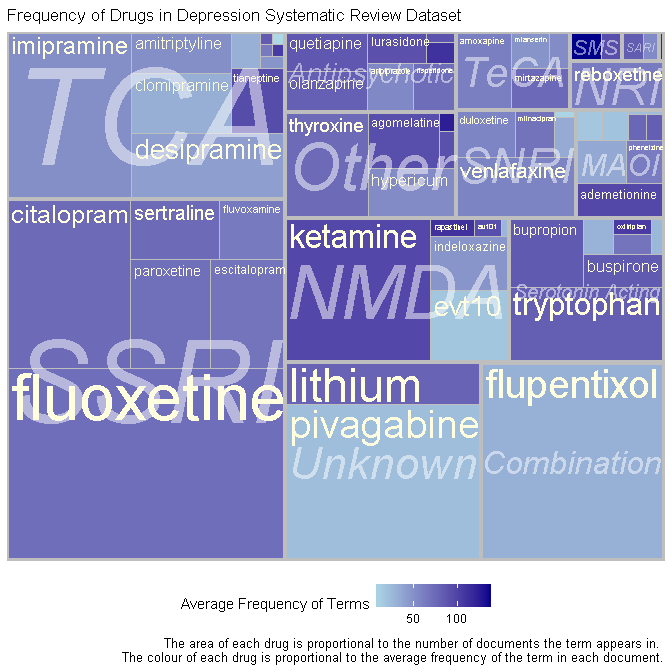 Frequency of Drugs in Depression Systematic Review Dataset
imipramine
amitriptyline
clomipramine
tianeptine
desipramine
TCA
quetiapine
lurasidone
olanzapine
aripiprazole
risperidone
Antipsychotic
amoxapine
mianserin
mirtazapine
TeCA
SMS
SARI
reboxetine
NRI
thyroxine
agomelatine
hypericum
Other
duloxetine
milnacipran
venlafaxine
SNRI
phenelzine
MAOI
ademetionine
citalopram
sertraline
fluvoxamine
paroxetine
escitalopram
SSRI
fluoxetine
ketamine
rapastinel
indeloxazine
evt10
NMDA
bupropion
buspirone
Serotonin Acting
tryptophan
lithium
pivagabine
Unknown
flupentixol
Combination
Average Frequency of Terms
50
100
The area of each drug is proportional to the number of documents the term appears in.
The colour of each drug is proportional to the average frequency of the term in each document.